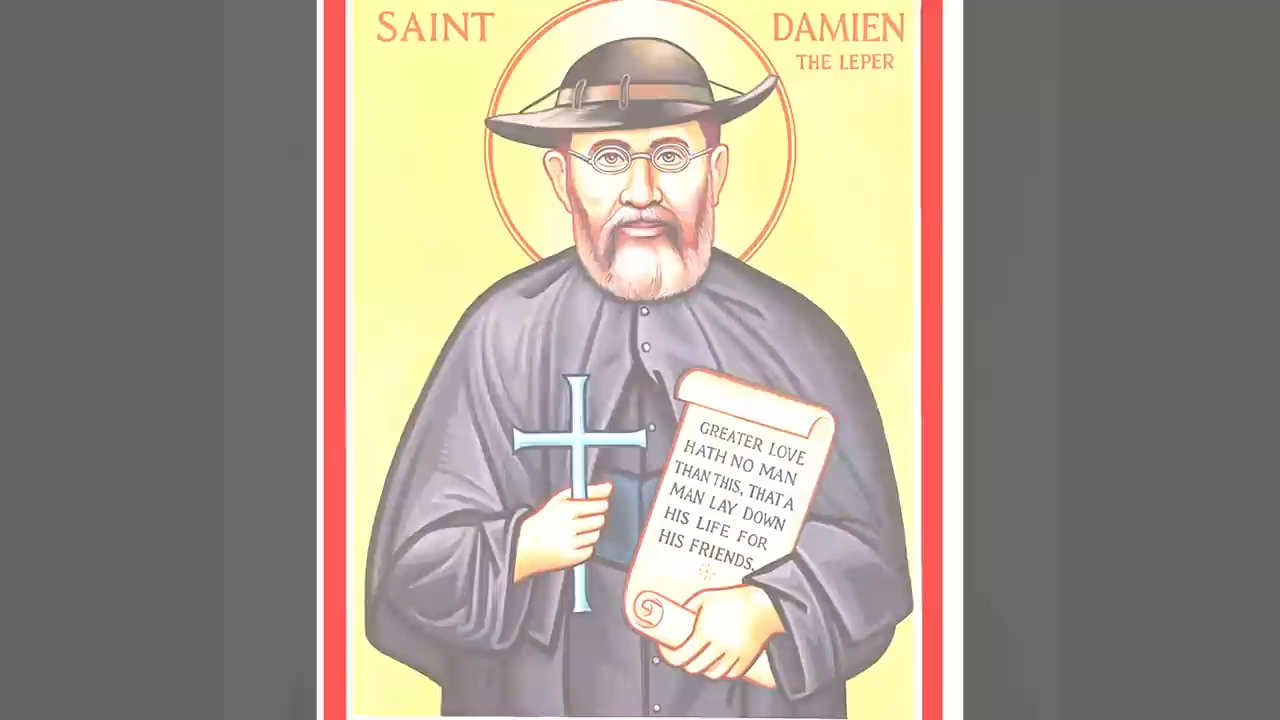 SAINT DAMIEN
THE LEPER
GREATER LOVE
HATH NO MAN
THAN THIS, THAT A
MAN LAY DOWN
HIS LIFE FOR
HIS FRIENDS.